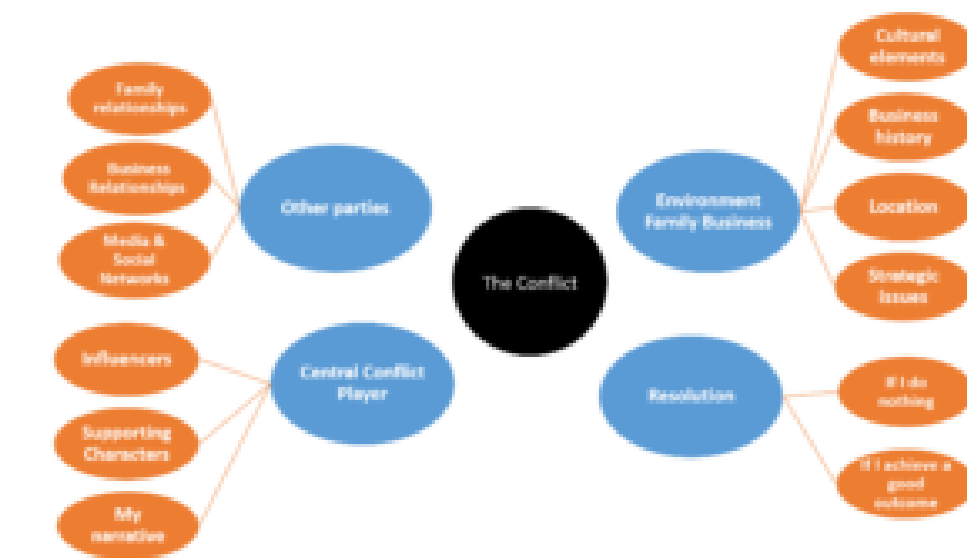 Cultural
elements
Family
relationships
Business
history
Business
Relationships
Other parties
Environment
Family Business
Location
Media &
Social
Networks
The Conflict
Strategic
Issues
Influencers
Central Conflict
Player
Resolution
If I do
nothing
Supporting
Characters
If I achieve a
good
outcome
My
narrative